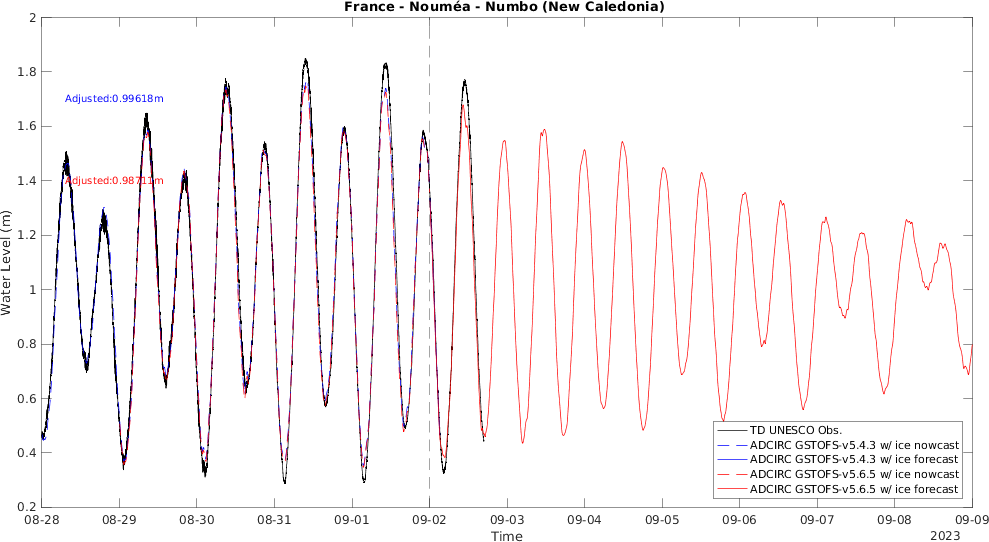 France - Nouméa - Numbo (New Caledonia)
2
1.8
1.6
1.4
1.2
1
0.8
0.6
0.4
0.2
Water Level (m)
Adjusted:0.99618m
Adjusted:0.98711m
TD UNESCO Obs.
ADCIRC GSTOFS-v5.4.3 w/ ice nowcast
ADCIRC GSTOFS-v5.4.3 w/ ice forecast
ADCIRC GSTOFS-v5.6.5 w/ ice nowcast
ADCIRC GSTOFS-v5.6.5 w/ ice forecast
08-28 08-29 08-30 08-31 09-01 09-02 09-03 09-04 09-05 09-06 09-07 09-08 09-09
Time
2023